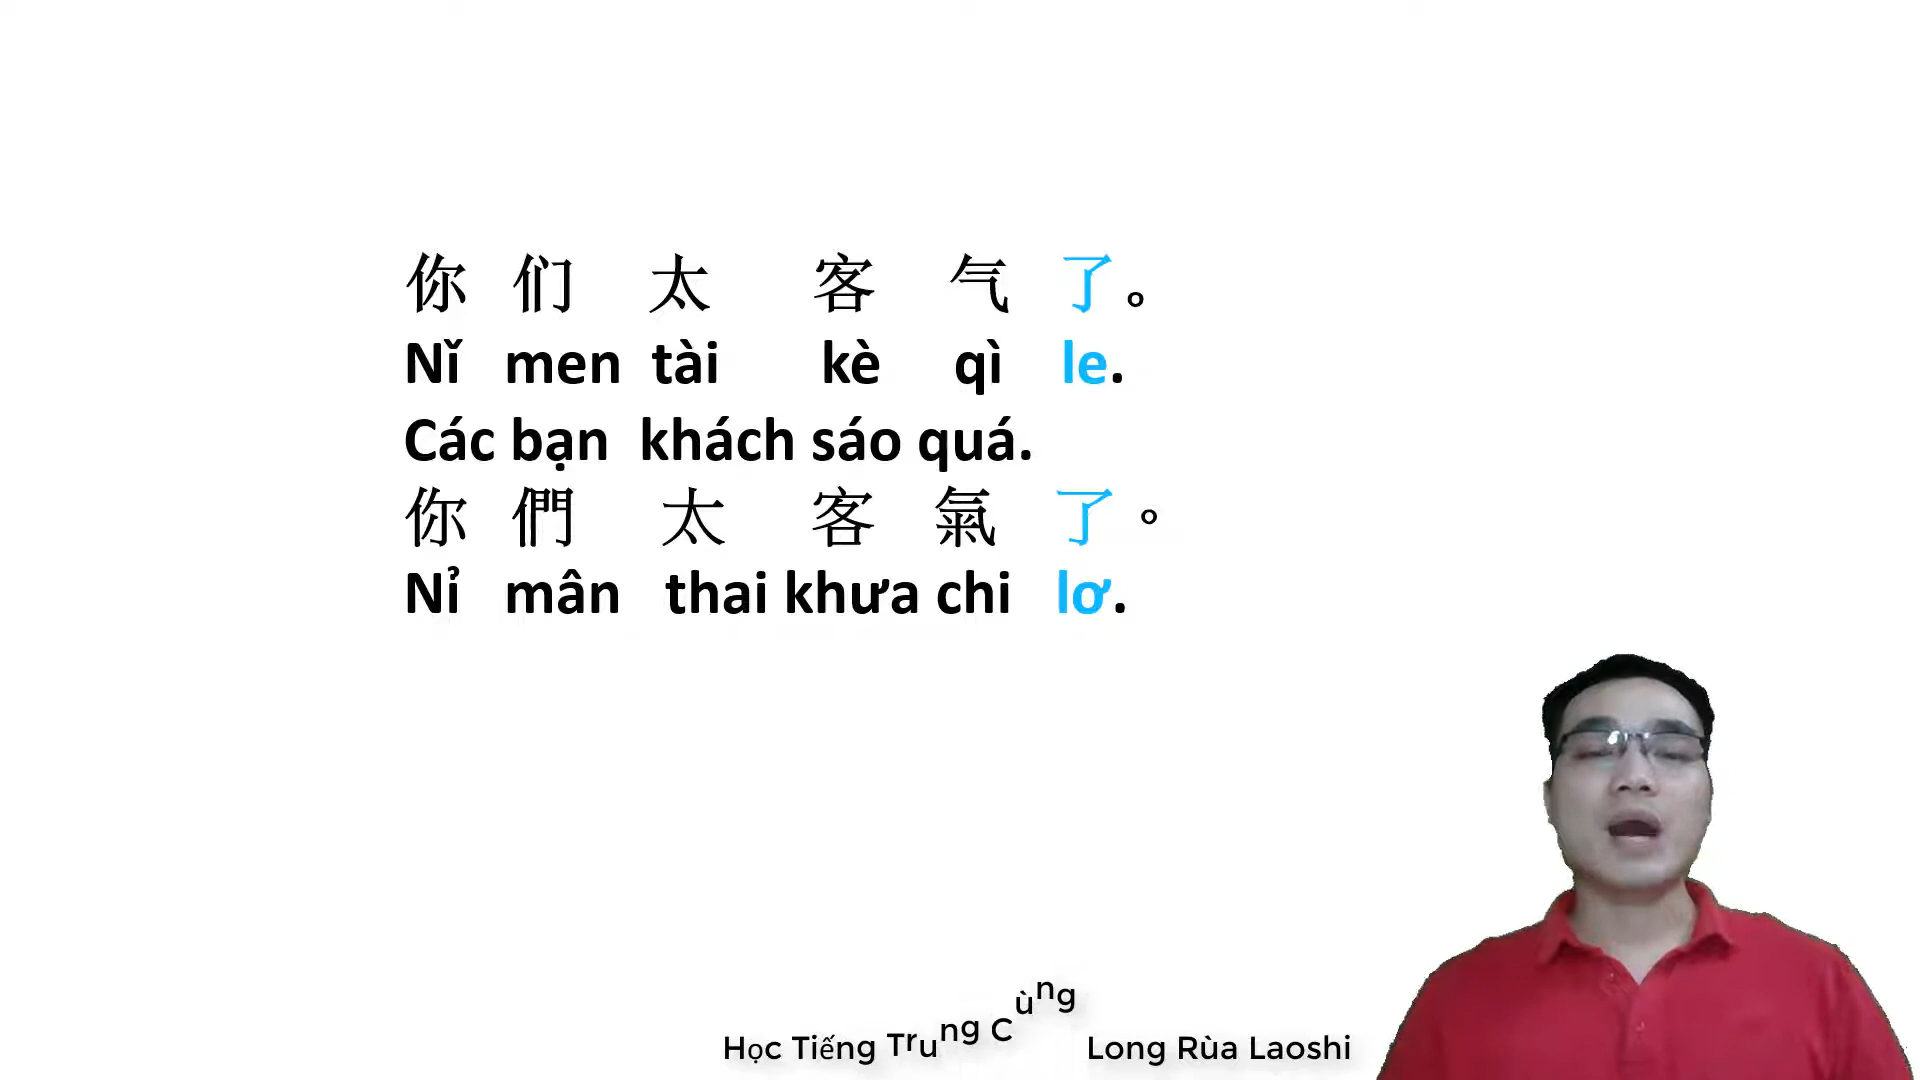 你们太客气了。
Nǐ men tài kè qì le.
Các bạn khách sáo quá.
你們太客氣了。
Nỉ mân thai khưa chi lơ.
Học Tiếng Trung Cùng Long Rùa Laoshi